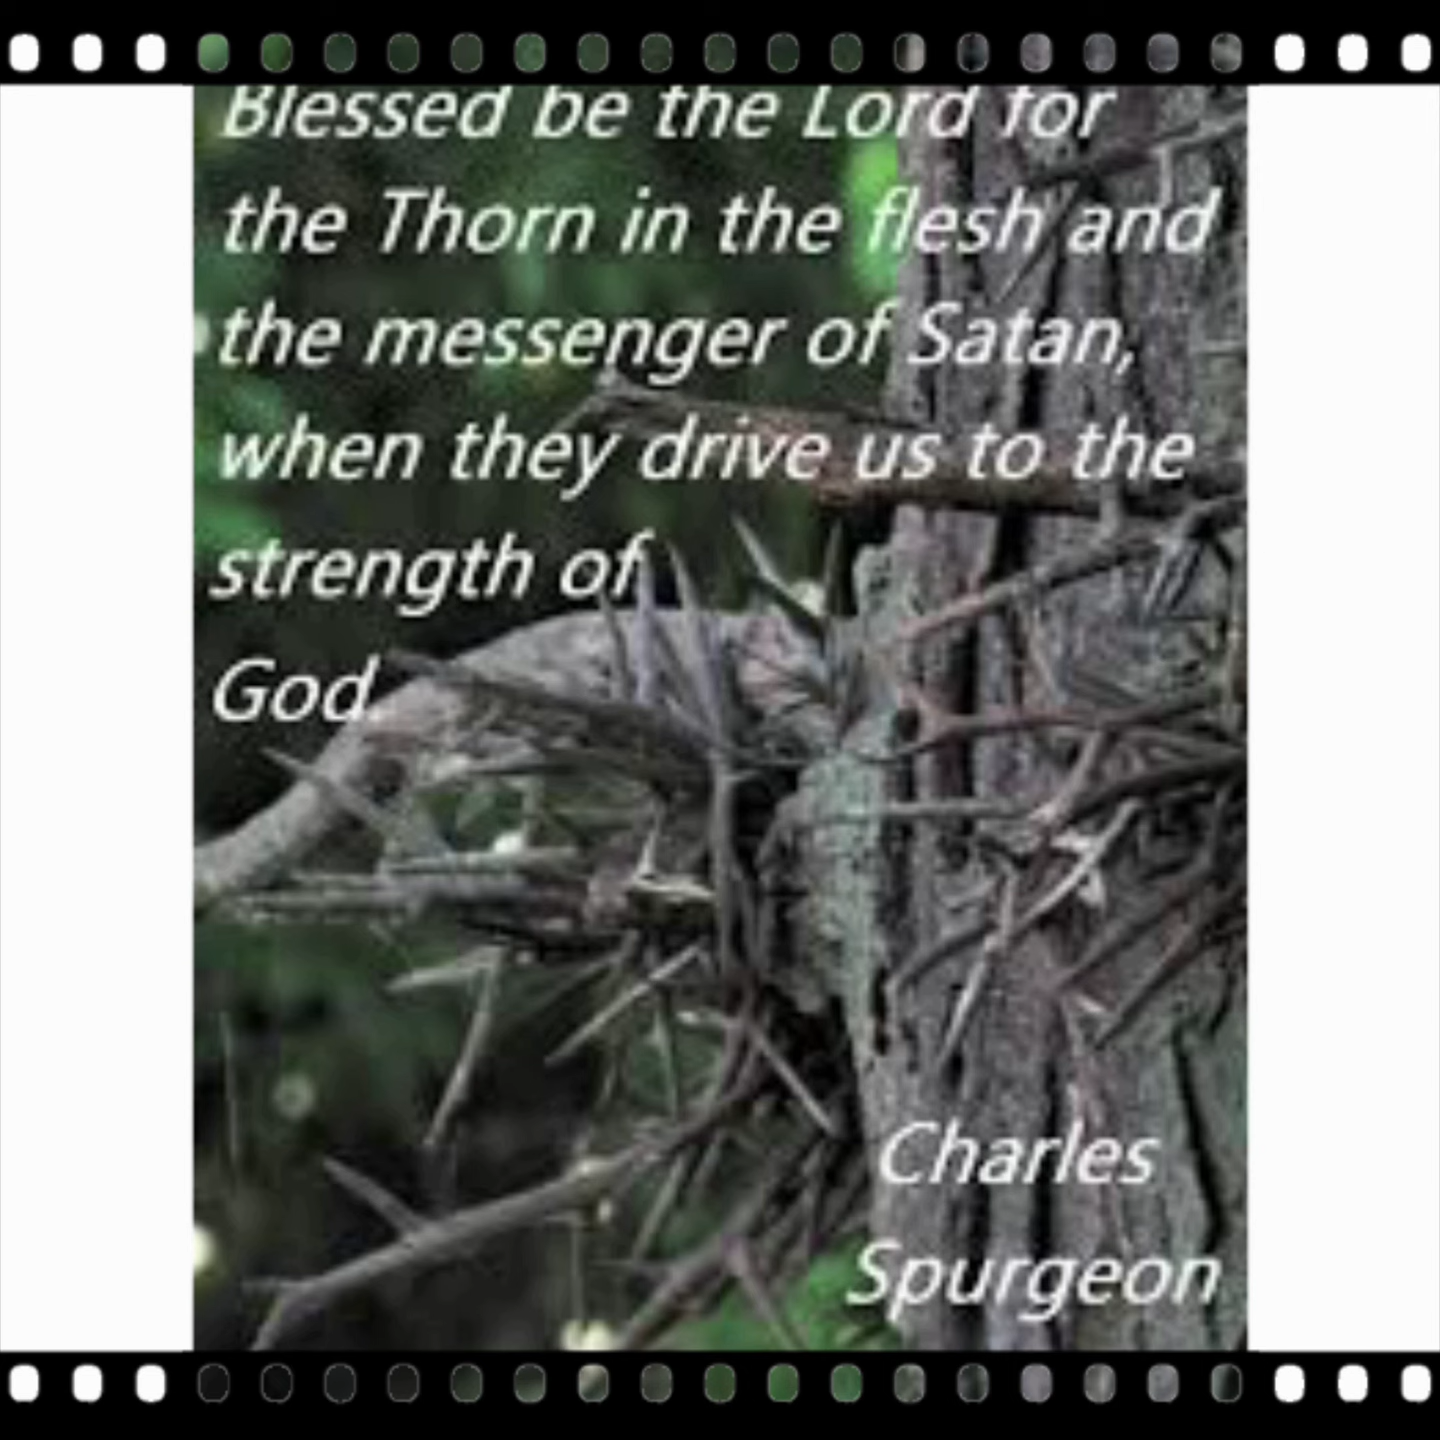 Blessed be the Lord for
the Thorn in the flesh and
the messenger of Satan,
when they drive us to the
strength of
God.
Charles
Spurgeon